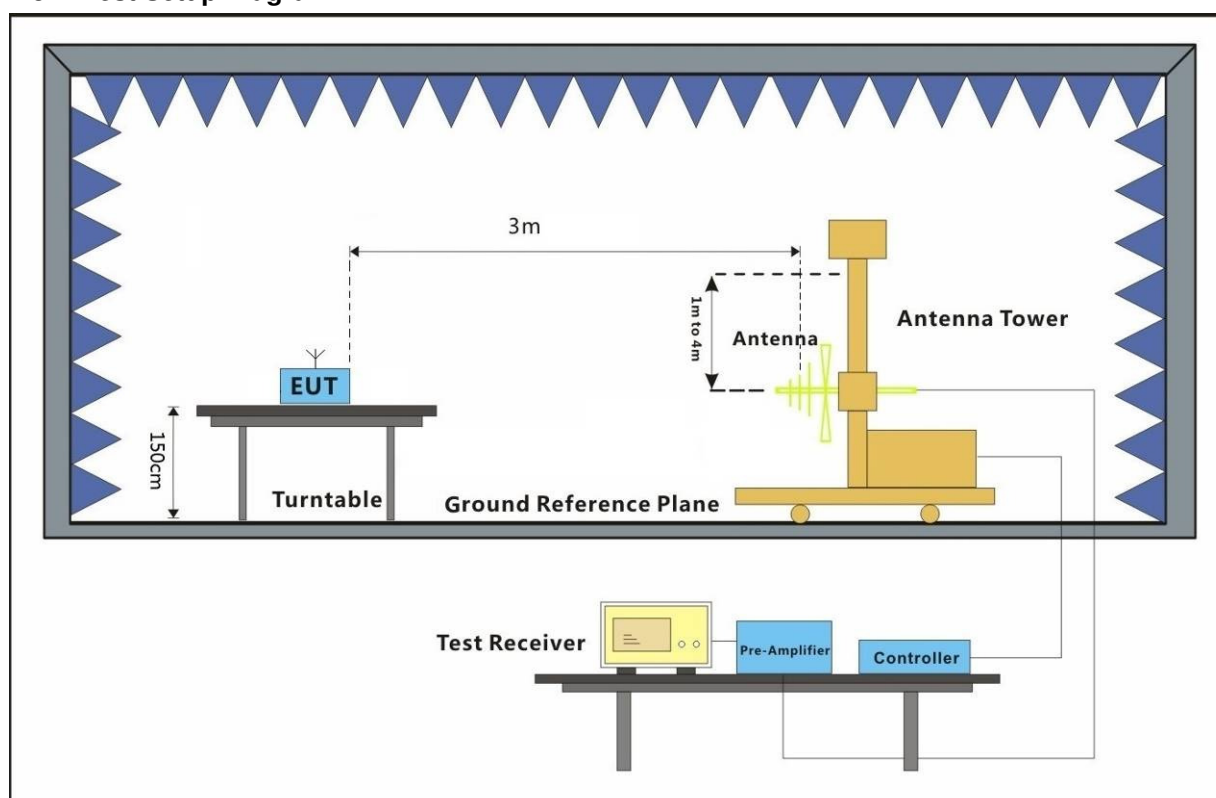 3m
1m to 4m
Antenna
Antenna Tower
EUT
150cm
Turntable
Ground Reference Plane
Test Receiver
Pre-Amplifier
Controller